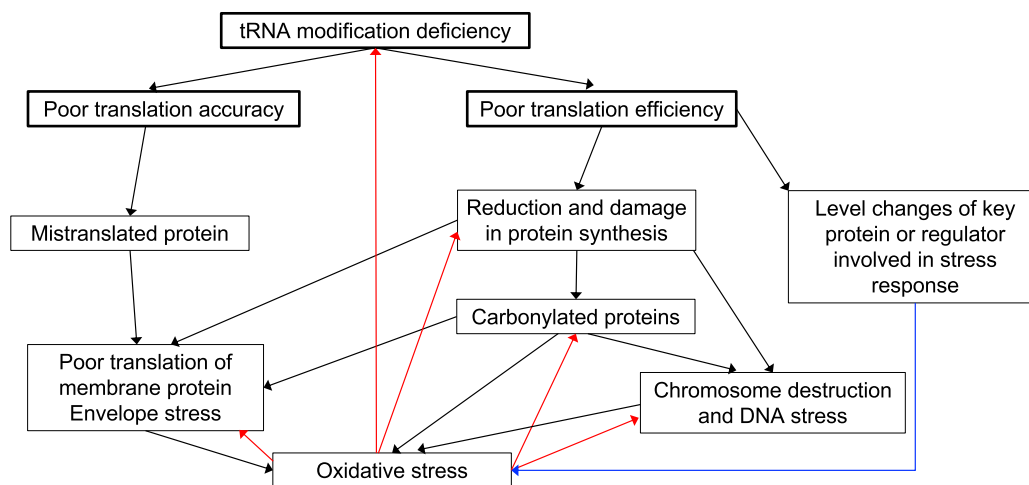 tRNA modification deficiency
Poor translation accuracy
Poor translation efficiency
Reduction and damage
in protein synthesis
Level changes of key
protein or regulator
involved in stress
response
Mistranslated protein
Carbonylated proteins
Poor translation of
membrane protein
Envelope stress
Chromosome destruction
and DNA stress
Oxidative stress